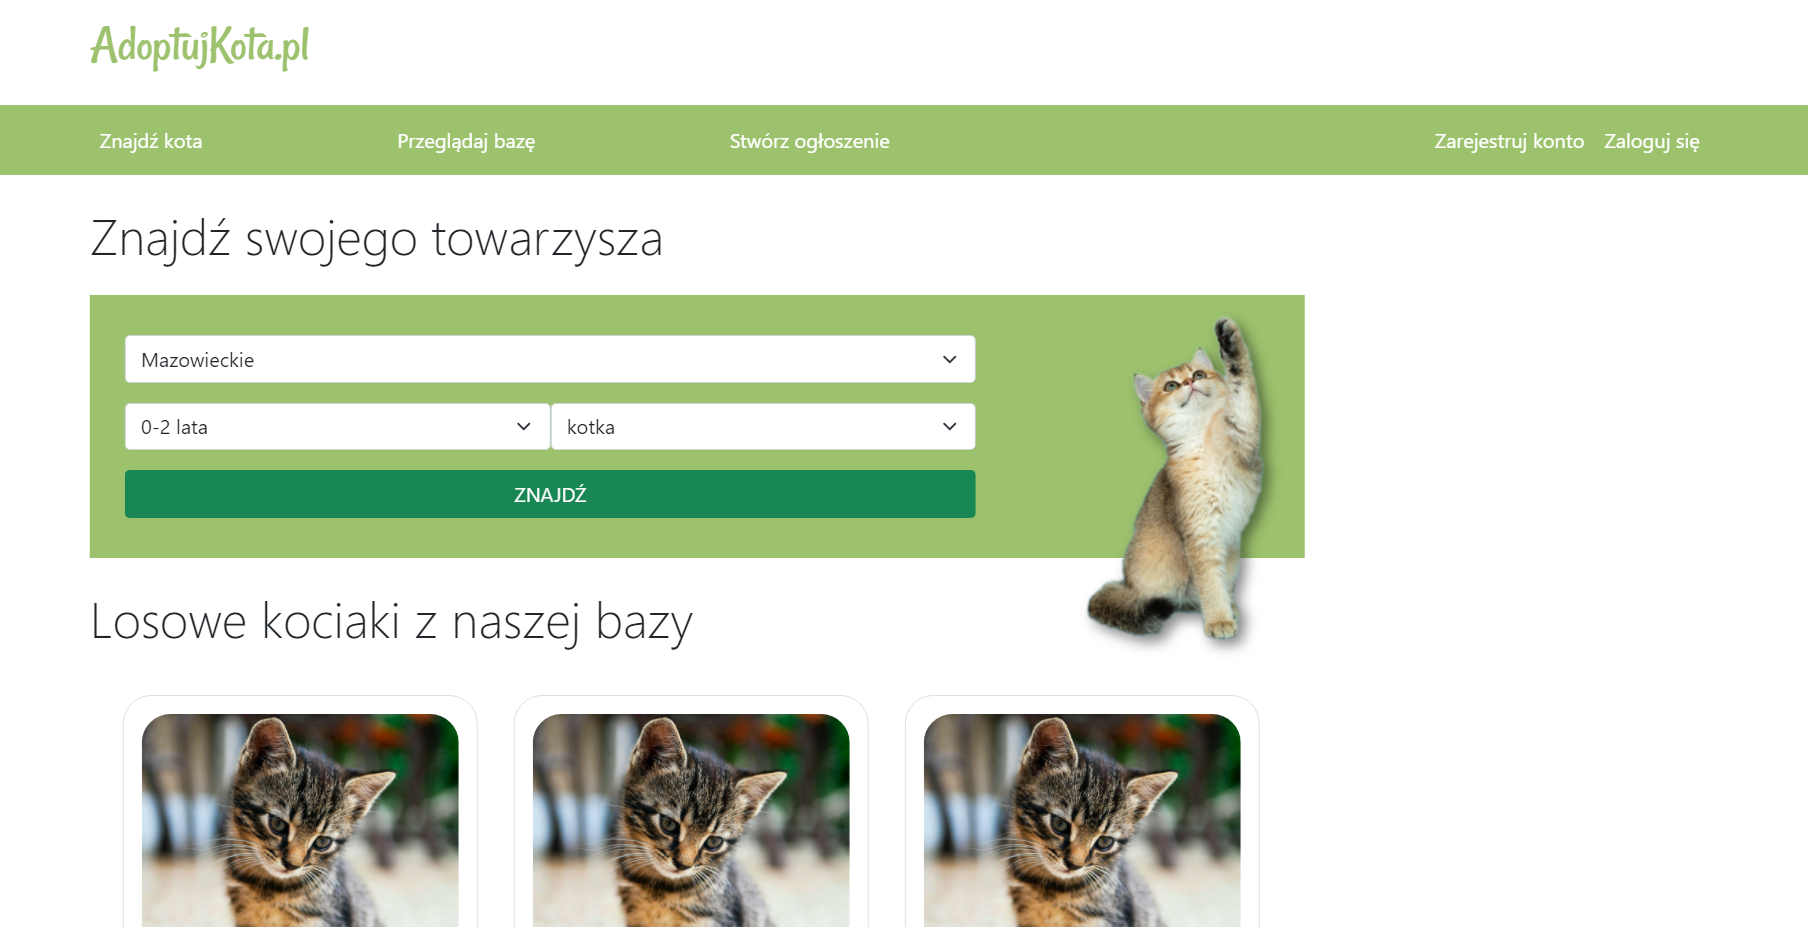 AdoptujKota.pl
Znajdź kota Przeglądaj bazę Stwórz ogłoszenie Zarejestruj konto Zaloguj się
Znajdź swojego towarzysza
Mazowieckie
0-2 lata kotka
ZNAJDŹ
Losowe kociaki z naszej bazy